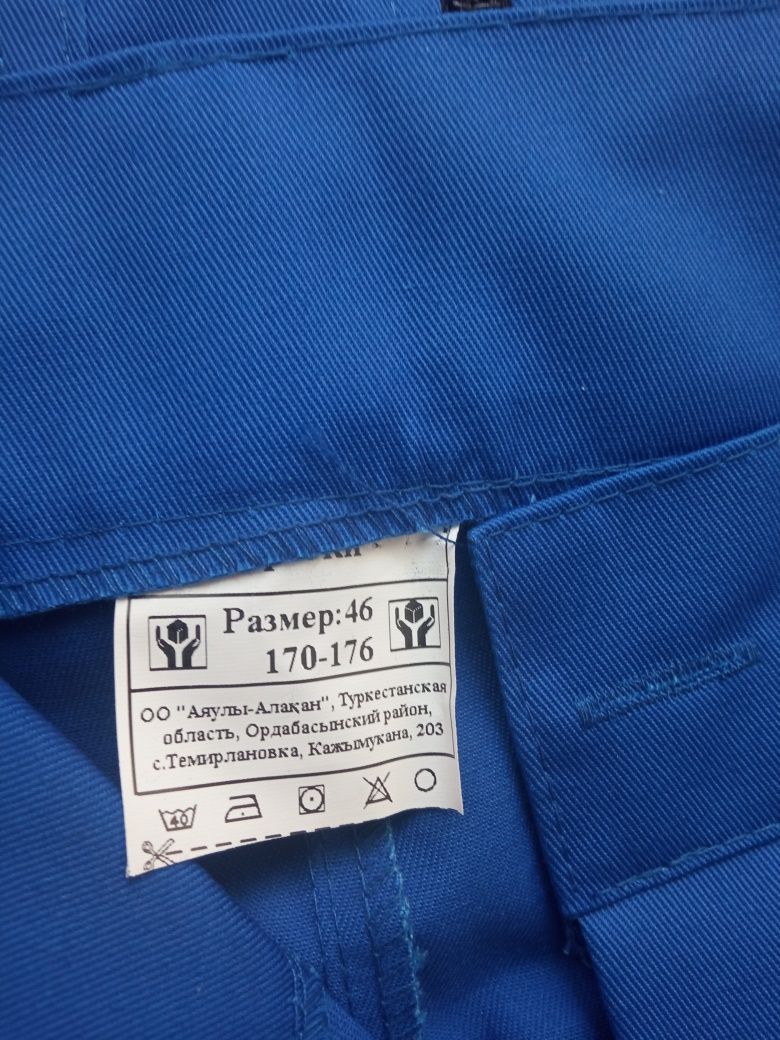 Размер:46
170-176
ОО "Аяулы-Алақан", Туркестанская
область, Ордабасынский район,
с.Темирлановка, Кажымукана, 203
40